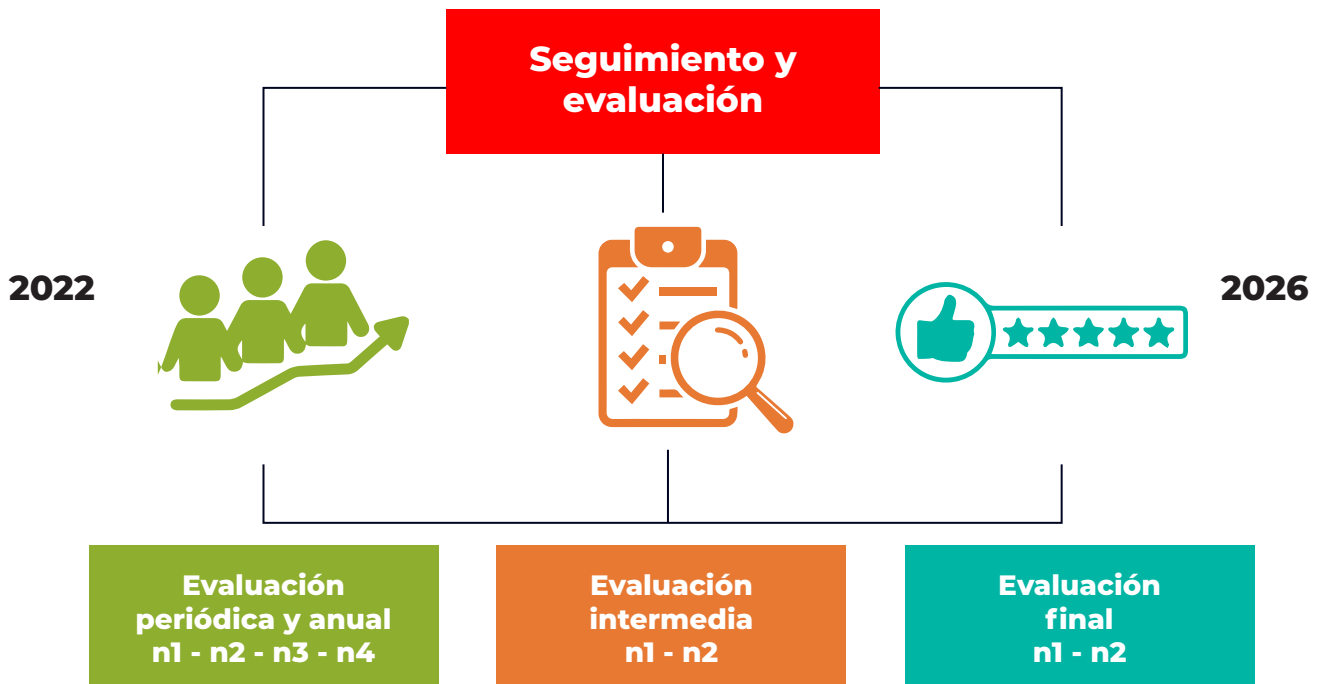 Seguimiento y
evaluación
2022
2026
Evaluación
periódica y anual
n1 - n2 - n3 - n4
Evaluación
intermedia
n1 - n2
Evaluación
final
n1 - n2